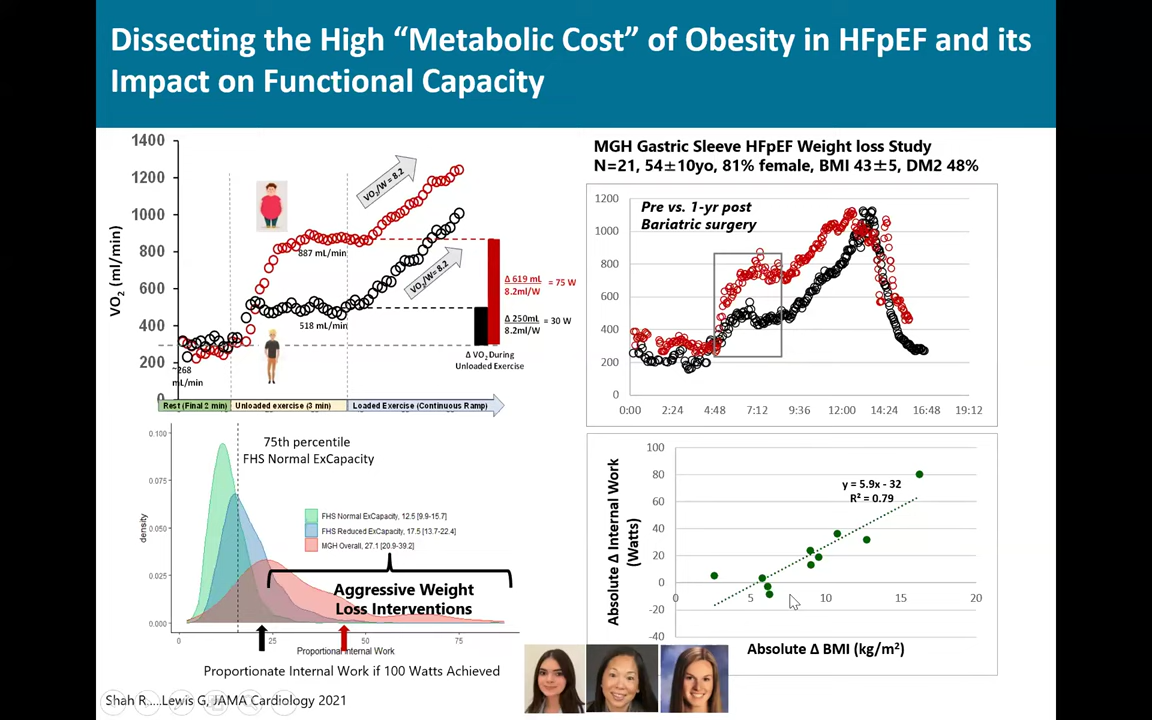 Dissecting the High “Metabolic Cost” of Obesity in HFpEF and its
Impact on Functional Capacity
VO₂ (ml/min)
1400
1200
1000
800
600
400
200
0
VO₂/W = 8.2
887 mL/min
VO₂/W= 8.2
518 mL/min
~268
mL/min
Δ 619 mL
8.2ml/W
= 75 W
Δ 250mL
8.2ml/W
= 30 W
Δ VO₂ During
Unloaded Exercise
Rest (Final 2 min)
Unloaded exercise (3 min)
Loaded Exercise (Continuous Ramp)
MGH Gastric Sleeve HFpEF Weight loss Study
N=21, 54±10yo, 81% female, BMI 43±5, DM2 48%
Pre vs. 1-yr post
Bariatric surgery
1200
1000
800
600
400
200
0
0:00 2:24 4:48 7:12 9:36 12:00 14:24 16:48 19:12
density
0.100
0.075
0.050
0.025
0.000
75th percentile
FHS Normal ExCapacity
FHS Normal ExCapacity, 12.5 [9.9-15.7]
FHS Reduced ExCapacity, 17.5 [13.7-22.4]
MGH Overall, 27.1 [20.9-39.2]
Aggressive Weight
Loss Interventions
0 25 50 75
Proportional Internal Work
Proportionate Internal Work if 100 Watts Achieved
Absolute Δ Internal Work
(Watts)
100
80
60
40
20
0
-20
-40
y = 5.9x - 32
R² = 0.79
0 5 10 15 20
Absolute Δ BMI (kg/m²)
Shah R.....Lewis G, JAMA Cardiology 2021